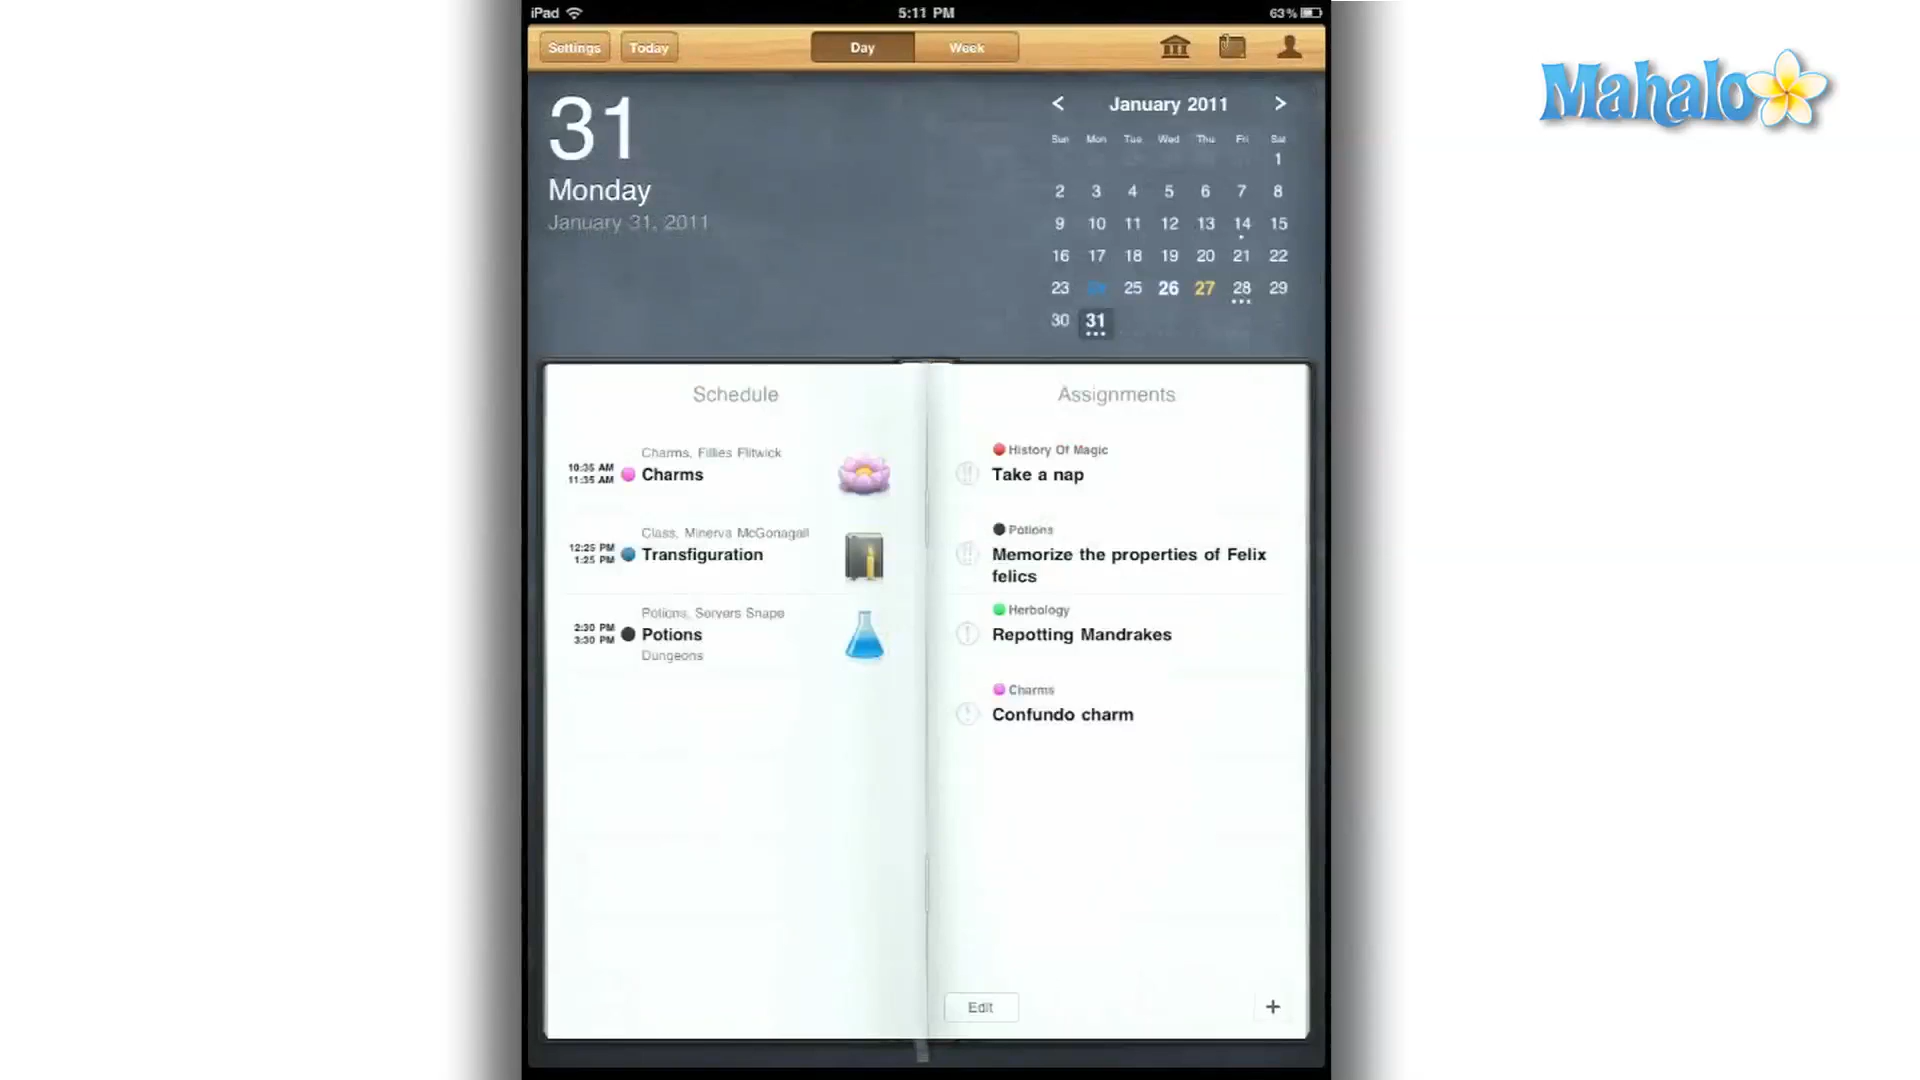 iPad 5:11 PM 63%
Settings Today Day Week
Mahalo
31
Monday
January 31, 2011
< January 2011 >
Sun Mon Tue Wed Thu Fri Sat
1
2 3 4 5 6 7 8
9 10 11 12 13 14 15
16 17 18 19 20 21 22
23 24 25 26 27 28 29
30 31
Schedule
Charms, Fillies Flitwick
10:35 AM
11:35 AM
Charms
Class, Minerva McGonagall
12:25 PM
1:25 PM
Transfiguration
Potions, Servers Snape
2:30 PM
3:30 PM
Potions
Dungeons
Assignments
History Of Magic
!! Take a nap
Potions
!! Memorize the properties of Felix
felics
Herbology
! Repotting Mandrakes
Charms
! Confundo charm
Edit +